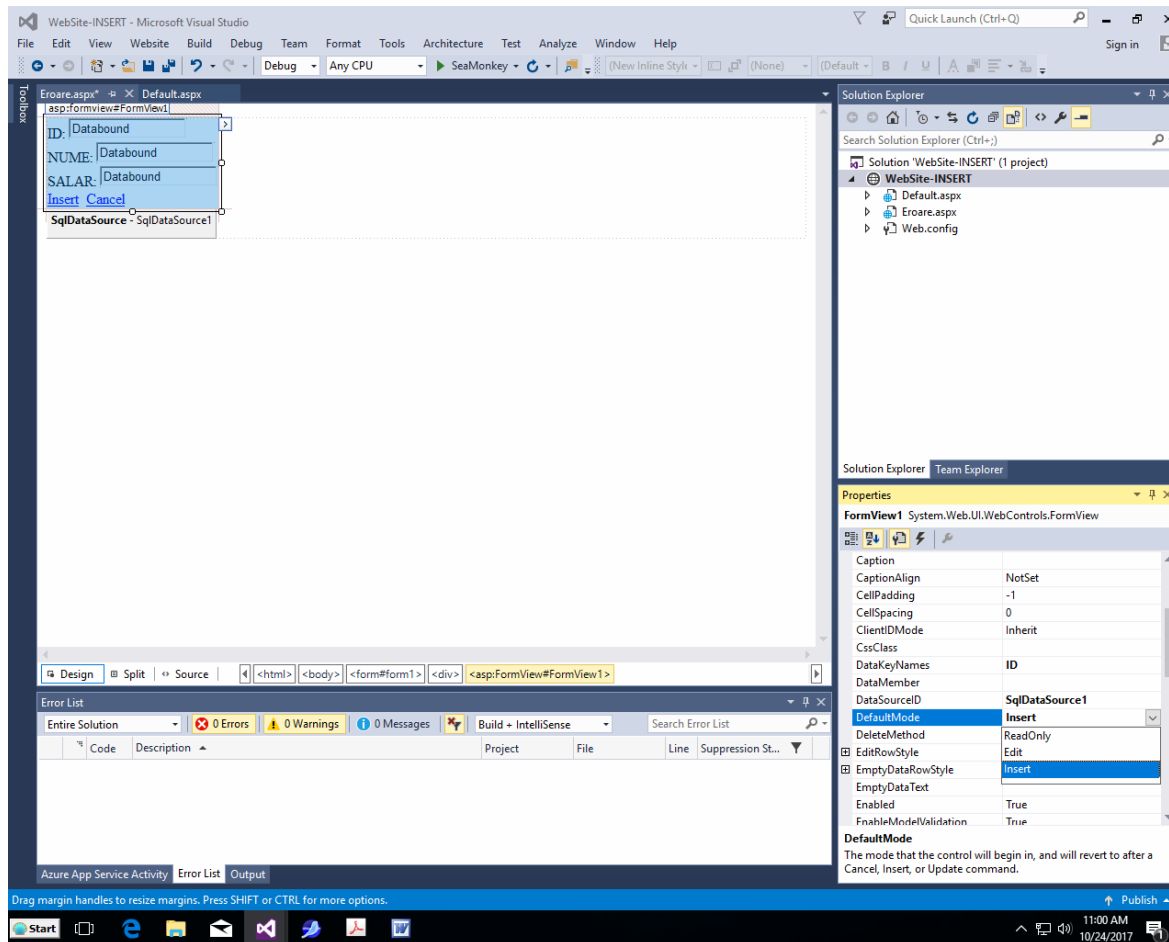 WebSite-INSERT - Microsoft Visual Studio
Quick Launch (Ctrl+Q)
File Edit View Website Build Debug Team Format Tools Architecture Test Analyze Window Help
Sign in
Debug Any CPU SeaMonkey (New Inline Style (None) (Default B I U A
Toolbox
Eroare.aspx* Default.aspx
asp:formview#FormView1
ID: Databound
NUME: Databound
SALAR: Databound
Insert Cancel
SqlDataSource - SqlDataSource1
Design Split Source <html> <body> <form#form1> <div> <asp:FormView#FormView1>
Error List
Entire Solution 0 Errors 0 Warnings 0 Messages Build + IntelliSense Search Error List
Code Description Project File Line Suppression St...
Azure App Service Activity Error List Output
Solution Explorer
Search Solution Explorer (Ctrl+;)
Solution 'WebSite-INSERT' (1 project)
WebSite-INSERT
Default.aspx
Eroare.aspx
Web.config
Solution Explorer Team Explorer
Properties
FormView1 System.Web.UI.WebControls.FormView
Caption
CaptionAlign NotSet
CellPadding -1
CellSpacing 0
ClientIDMode Inherit
CssClass
DataKeyNames ID
DataMember
DataSourceID SqlDataSource1
DefaultMode Insert
DeleteMethod ReadOnly
EditRowStyle Edit
EmptyDataRowStyle Insert
EmptyDataText
Enabled True
EnableModelValidation True
DefaultMode
The mode that the control will begin in, and will revert to after a
Cancel, Insert, or Update command.
Drag margin handles to resize margins. Press SHIFT or CTRL for more options.
Publish
Start
11:00 AM
10/24/2017